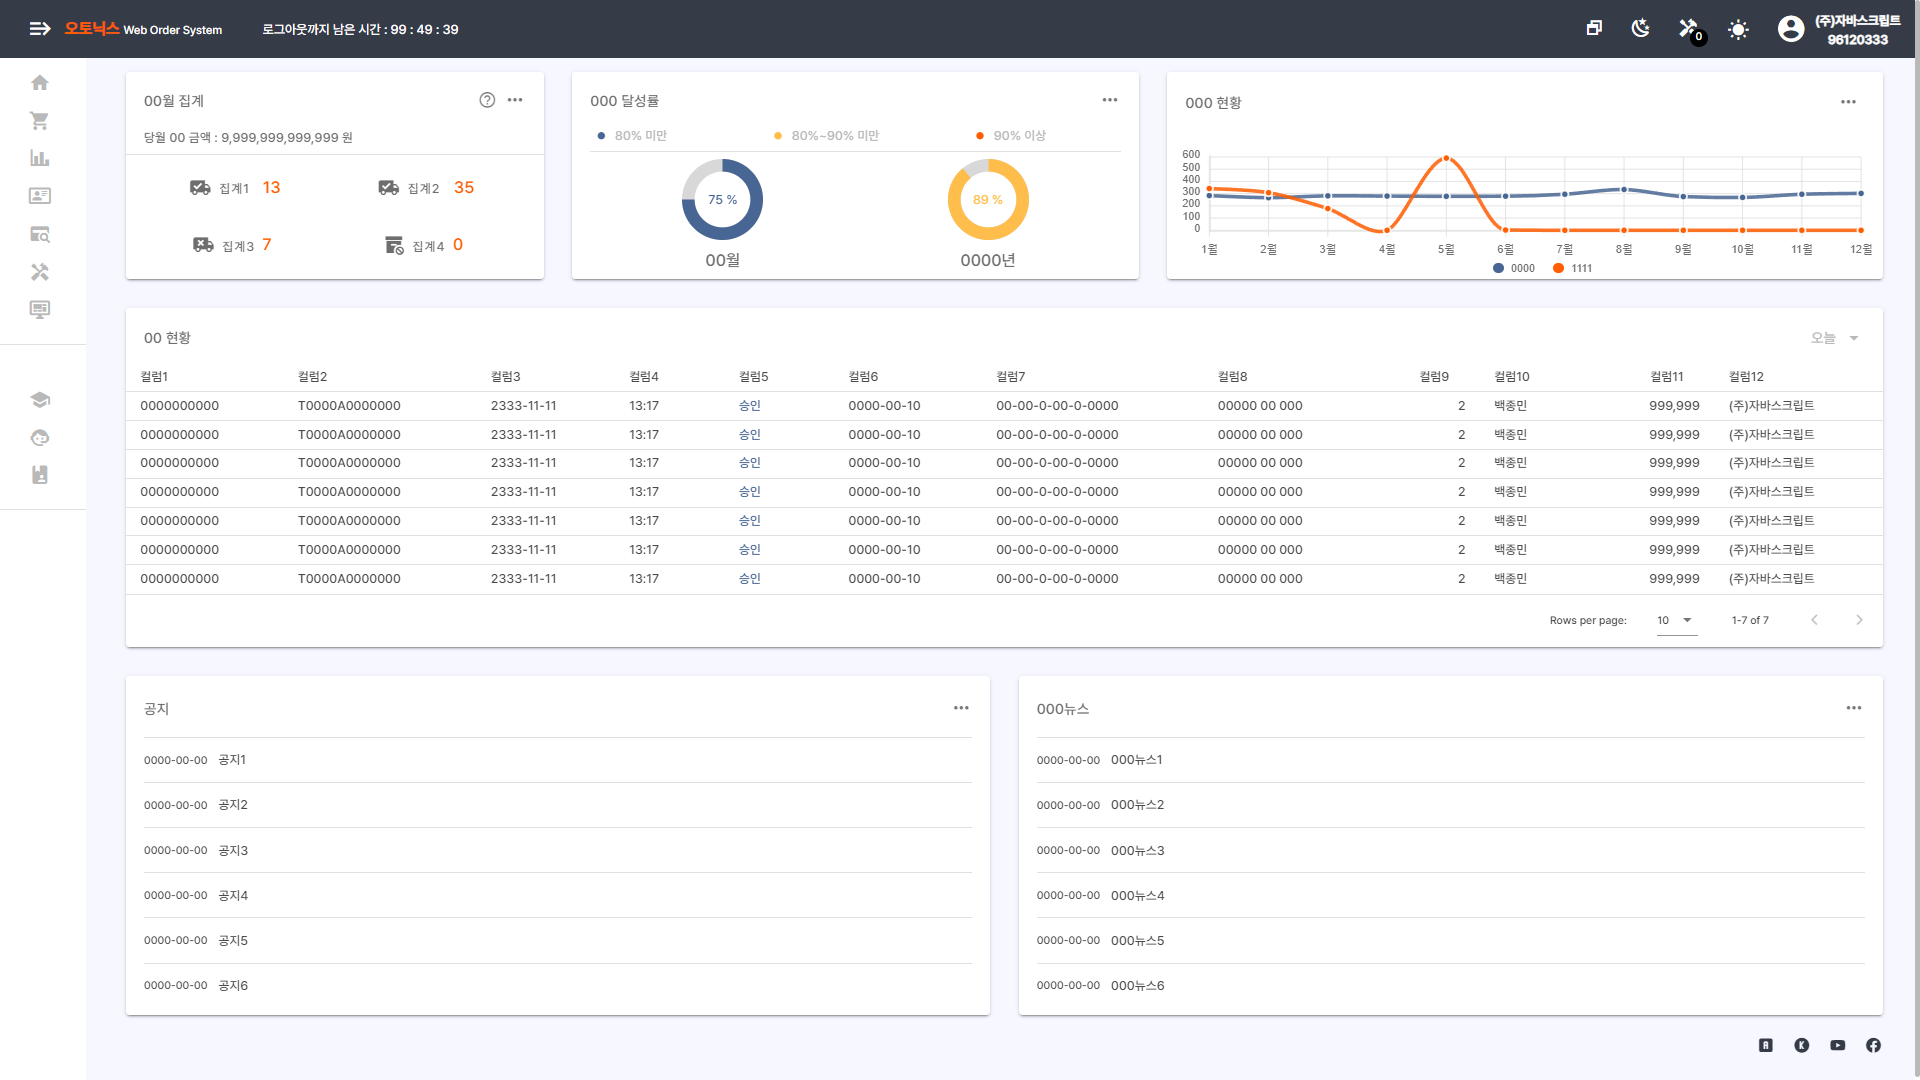 오토닉스 Web Order System 로그아웃까지 남은 시간 : 99 : 49 : 39
0
(주)자바스크립트
96120333
00월 집계
당월 00 금액 : 9,999,999,999,999 원
집계1 13
집계2 35
집계3 7
집계4 0
000 달성률
80% 미만
80%~90% 미만
90% 이상
75 %
89 %
00월
0000년
000 현황
600
500
400
300
200
100
0
1월 2월 3월 4월 5월 6월 7월 8월 9월 10월 11월 12월
0000 1111
00 현황
오늘
컬럼1 컬럼2 컬럼3 컬럼4 컬럼5 컬럼6 컬럼7 컬럼8 컬럼9 컬럼10 컬럼11 컬럼12
0000000000 T0000A0000000 2333-11-11 13:17 승인 0000-00-10 00-00-0-00-0-0000 00000 00 000 2 백종민 999,999 (주)자바스크립트
0000000000 T0000A0000000 2333-11-11 13:17 승인 0000-00-10 00-00-0-00-0-0000 00000 00 000 2 백종민 999,999 (주)자바스크립트
0000000000 T0000A0000000 2333-11-11 13:17 승인 0000-00-10 00-00-0-00-0-0000 00000 00 000 2 백종민 999,999 (주)자바스크립트
0000000000 T0000A0000000 2333-11-11 13:17 승인 0000-00-10 00-00-0-00-0-0000 00000 00 000 2 백종민 999,999 (주)자바스크립트
0000000000 T0000A0000000 2333-11-11 13:17 승인 0000-00-10 00-00-0-00-0-0000 00000 00 000 2 백종민 999,999 (주)자바스크립트
0000000000 T0000A0000000 2333-11-11 13:17 승인 0000-00-10 00-00-0-00-0-0000 00000 00 000 2 백종민 999,999 (주)자바스크립트
0000000000 T0000A0000000 2333-11-11 13:17 승인 0000-00-10 00-00-0-00-0-0000 00000 00 000 2 백종민 999,999 (주)자바스크립트
Rows per page: 10 1-7 of 7
공지
0000-00-00 공지1
0000-00-00 공지2
0000-00-00 공지3
0000-00-00 공지4
0000-00-00 공지5
0000-00-00 공지6
000뉴스
0000-00-00 000뉴스1
0000-00-00 000뉴스2
0000-00-00 000뉴스3
0000-00-00 000뉴스4
0000-00-00 000뉴스5
0000-00-00 000뉴스6